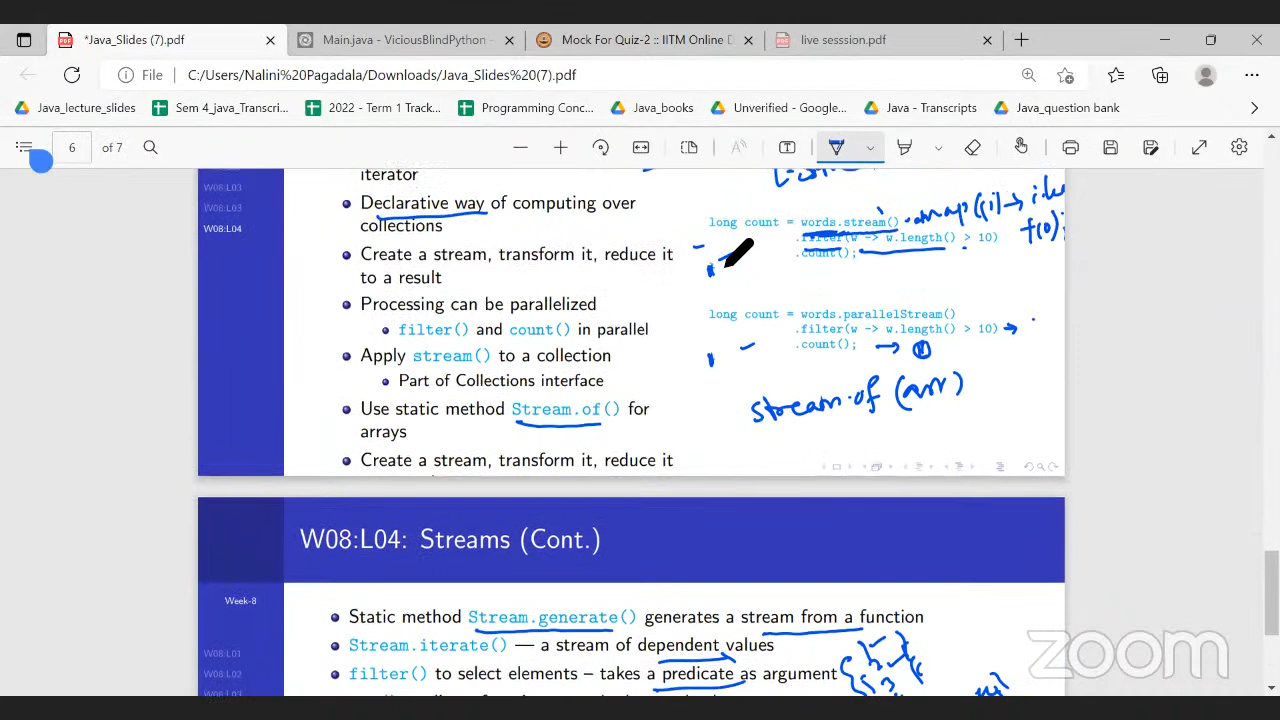 *Java_Slides (7).pdf
Main.java - ViciousBlindPython -
Mock For Quiz-2 :: IITM Online D
live sesssion.pdf
File
C:/Users/Nalini%20Pagadala/Downloads/Java_Slides%20(7).pdf
Java_lecture_slides
Sem 4_java_Transcri...
2022 - Term 1 Track...
Programming Conc...
Java_books
Unverified - Google...
Java - Transcripts
Java_question bank
6
of 7
W08:L03
W08:L03
W08:L04
iterator
Declarative way of computing over
collections
Create a stream, transform it, reduce it
to a result
Processing can be parallelized
filter() and count() in parallel
Apply stream() to a collection
Part of Collections interface
Use static method Stream.of() for
arrays
Create a stream, transform it, reduce it
long count = words.stream() .map(
.filter(w -> w.length() > 10)
.count();
f(0)
long count = words.parallelStream()
.filter(w -> w.length() > 10)
.count();
stream.of (arr)
W08:L04: Streams (Cont.)
Week-8
W08:L01
W08:L02
Static method Stream.generate() generates a stream from a function
Stream.iterate() — a stream of dependent values
filter() to select elements – takes a predicate as argument
zoom